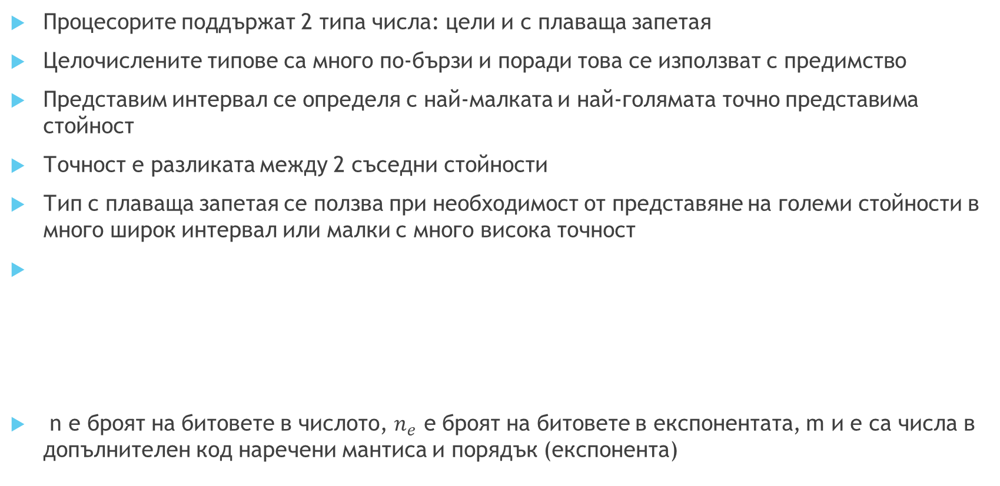 Процесорите поддържат 2 типа числа: цели и с плаваща запетая
Целочислените типове са много по-бързи и поради това се използват с предимство
Представим интервал се определя с най-малката и най-голямата точно представима
стойност
Точност е разликата между 2 съседни стойности
Тип с плаваща запетая се ползва при необходимост от представяне на големи стойности в
много широк интервал или малки с много висока точност
n е броят на битовете в числото, nₑ е броят на битовете в експонентата, m и e са числа в
допълнителен код наречени мантиса и порядък (експонента)